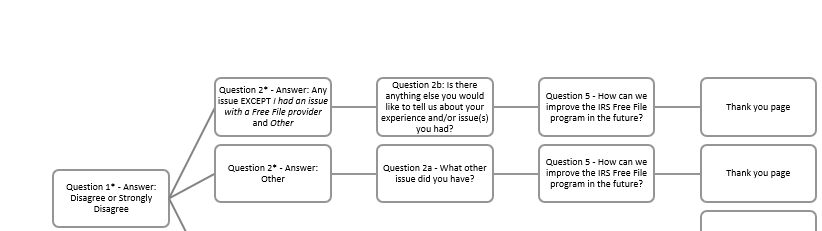 Question 2* - Answer: Any
issue EXCEPT I had an issue
with a Free File provider
and Other
Question 2b: Is there
anything else you would
like to tell us about your
experience and/or issue(s)
you had?
Question 5 - How can we
improve the IRS Free File
program in the future?
Thank you page
Question 2* - Answer:
Other
Question 2a - What other
issue did you have?
Question 5 - How can we
improve the IRS Free File
program in the future?
Thank you page
Question 1* - Answer:
Disagree or Strongly
Disagree